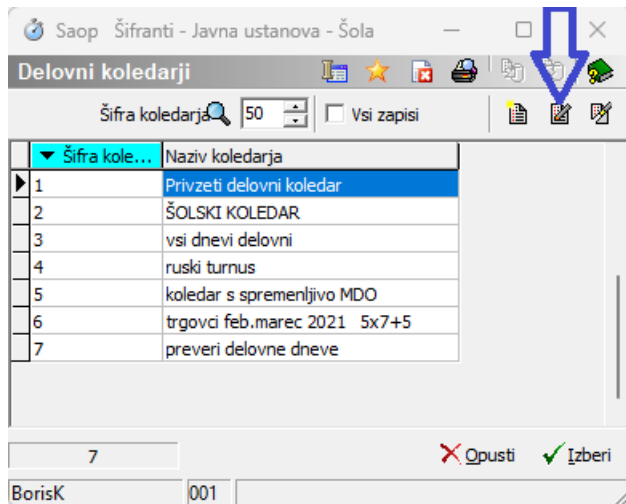 Saop Šifranti - Javna ustanova - Šola
Delovni koledarji
Šifra koledarja 50 Vsi zapisi
Šifra kole... Naziv koledarja
1 Privzeti delovni koledar
2 ŠOLSKI KOLEDAR
3 vsi dnevi delovni
4 ruski turnus
5 koledar s spremenljivo MDO
6 trgovci feb.marec 2021 5x7+5
7 preveri delovne dneve
7 Opusti Izberi
BorisK 001